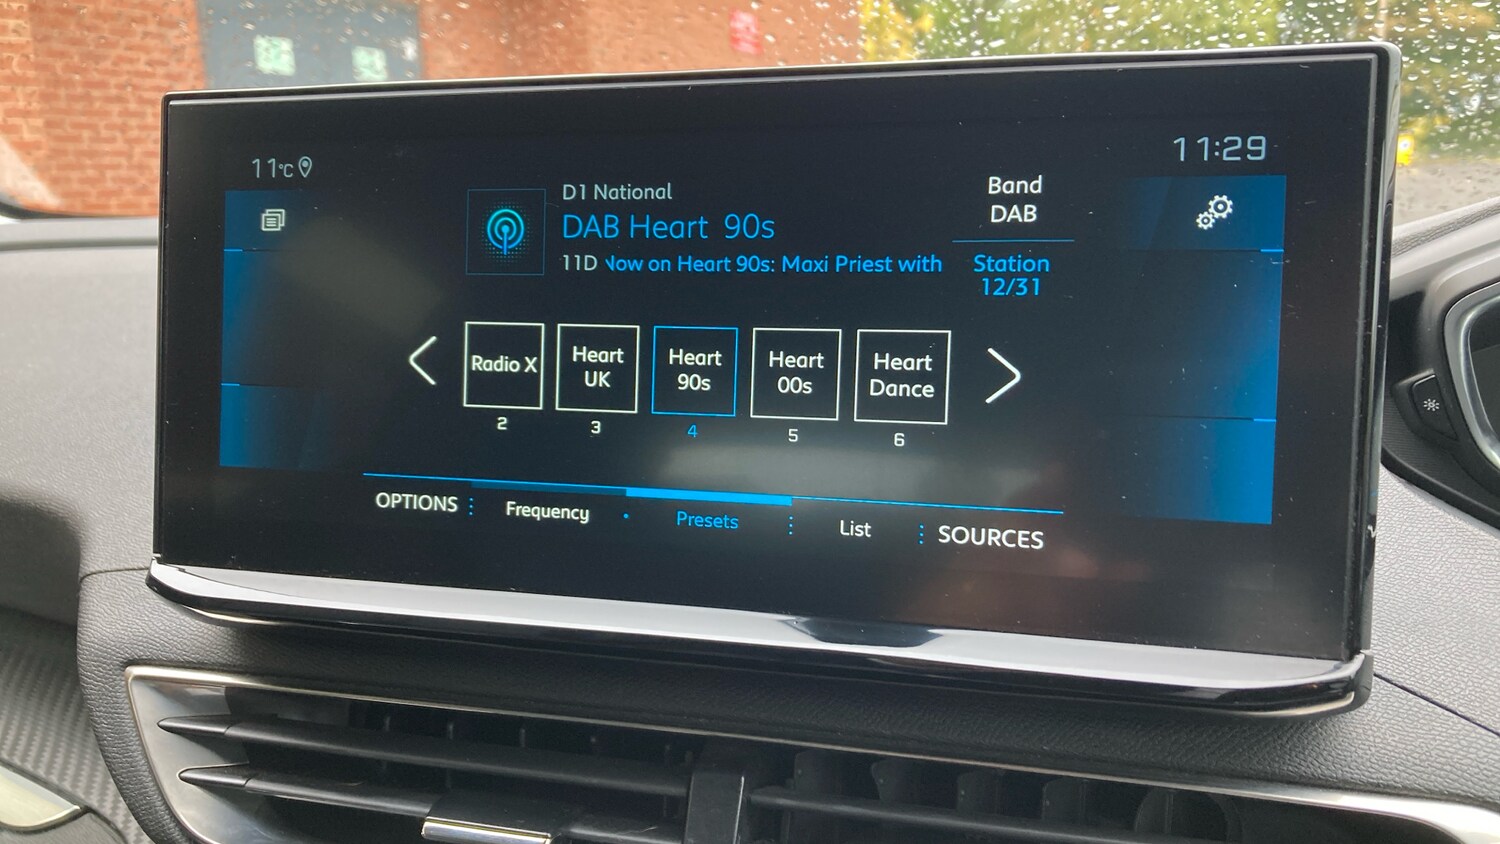 11°C
11:29
D1 National
DAB Heart 90s
11D Now on Heart 90s: Maxi Priest with
Band
DAB
Station
12/31
Radio X
2
Heart
UK
3
Heart
90s
4
Heart
00s
5
Heart
Dance
6
OPTIONS
Frequency
Presets
List
SOURCES